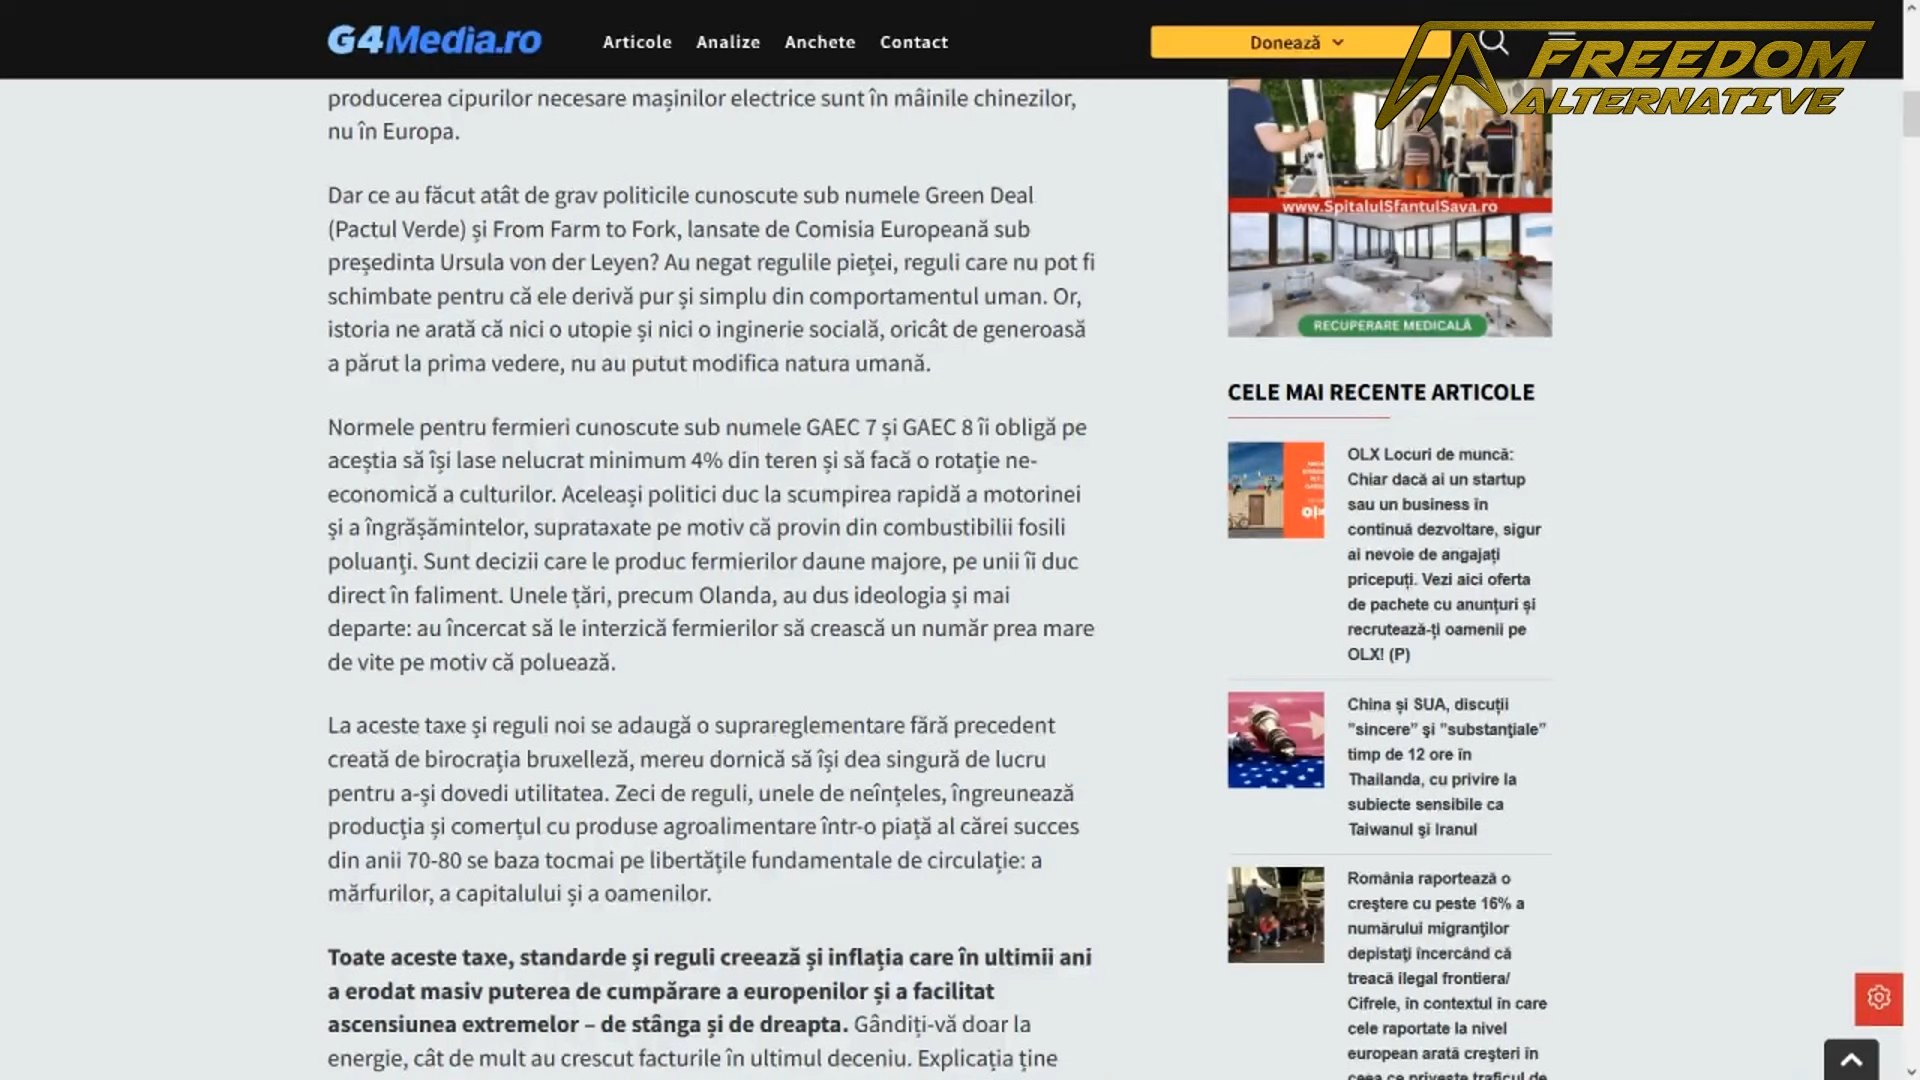 G4Media.ro
Articole
Analize
Anchete
Contact
Donează
FREEDOM
ALTERNATIVE
producerea cipurilor necesare mașinilor electrice sunt în mâinile chinezilor,
nu în Europa.
Dar ce au făcut atât de grav politicile cunoscute sub numele Green Deal
(Pactul Verde) și From Farm to Fork, lansate de Comisia Europeană sub
președinta Ursula von der Leyen? Au negat regulile pieței, reguli care nu pot fi
schimbate pentru că ele derivă pur și simplu din comportamentul uman. Or,
istoria ne arată că nici o utopie și nici o inginerie socială, oricât de generoasă
a părut la prima vedere, nu au putut modifica natura umană.
Normele pentru fermieri cunoscute sub numele GAEC 7 și GAEC 8 îi obligă pe
aceștia să își lase nelucrat minimum 4% din teren și să facă o rotație ne-
economică a culturilor. Aceleași politici duc la scumpirea rapidă a motorinei
și a îngrășămintelor, suprataxate pe motiv că provin din combustibilii fosili
poluanți. Sunt decizii care le produc fermierilor daune majore, pe unii îi duc
direct în faliment. Unele țări, precum Olanda, au dus ideologia și mai
departe: au încercat să le interzică fermierilor să crească un număr prea mare
de vite pe motiv că poluează.
La aceste taxe și reguli noi se adaugă o suprareglementare fără precedent
creată de birocrația bruxelleză, mereu dornică să își dea singură de lucru
pentru a-și dovedi utilitatea. Zeci de reguli, unele de neînțeles, îngreunează
producția și comerțul cu produse agroalimentare într-o piață al cărei succes
din anii 70-80 se baza tocmai pe libertățile fundamentale de circulație: a
mărfurilor, a capitalului și a oamenilor.
Toate aceste taxe, standarde și reguli creează și inflația care în ultimii ani
a erodat masiv puterea de cumpărare a europenilor și a facilitat
ascensiunea extremelor – de stânga și de dreapta. Gândiți-vă doar la
energie, cât de mult au crescut facturile în ultimul deceniu. Explicația ține
www.SpitalulSfantulSava.ro
RECUPERARE MEDICALĂ
CELE MAI RECENTE ARTICOLE
OLX Locuri de muncă:
Chiar dacă ai un startup
sau un business în
continuă dezvoltare, sigur
ai nevoie de angajați
pricepuți. Vezi aici oferta
de pachete cu anunțuri și
recrutează-ți oamenii pe
OLX! (P)
China și SUA, discuții
”sincere” şi ”substanţiale”
timp de 12 ore în
Thailanda, cu privire la
subiecte sensibile ca
Taiwanul şi Iranul
România raportează o
creştere cu peste 16% a
numărului migranţilor
depistaţi încercând că
treacă ilegal frontiera/
Cifrele, în contextul în care
cele raportate la nivel
european arată creșteri în
ceea ce privește traficul de